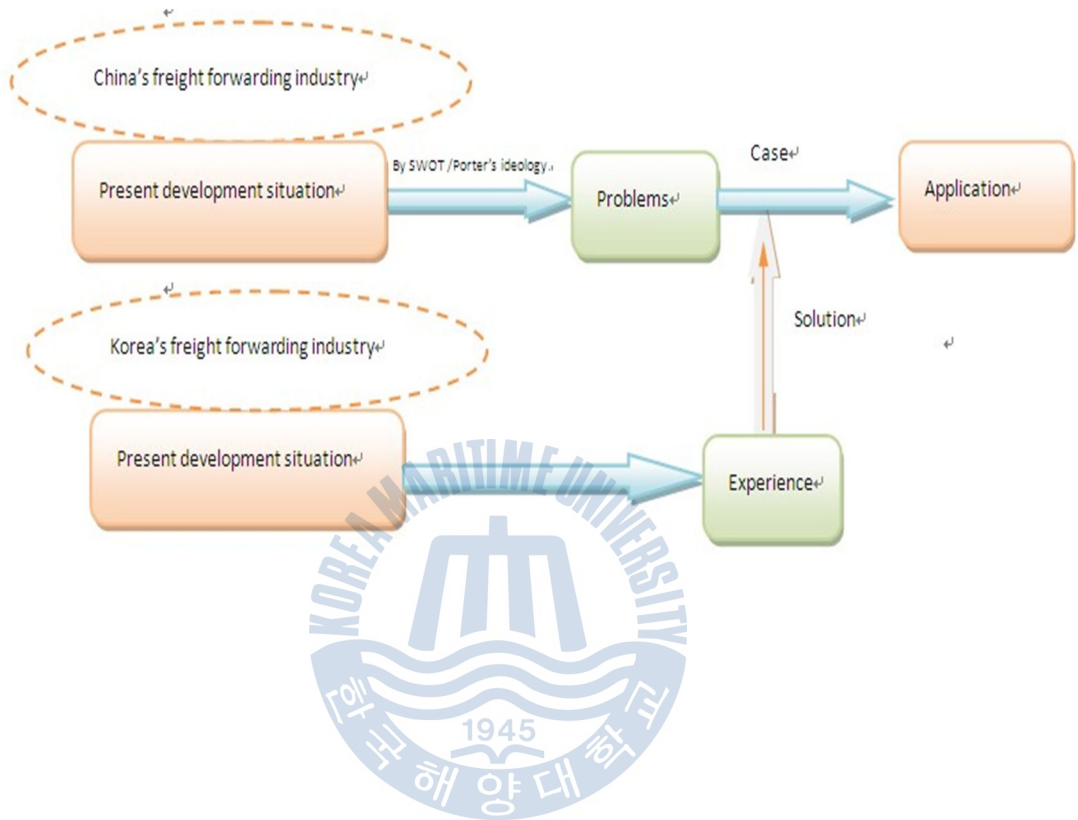 China's freight forwarding industry
Present development situation
By SWOT /Porter's ideology.
Problems
Case
Application
Solution
Korea's freight forwarding industry
Present development situation
Experience
KOREA MARITIME UNIVERSITY
1945
한국해양대학교